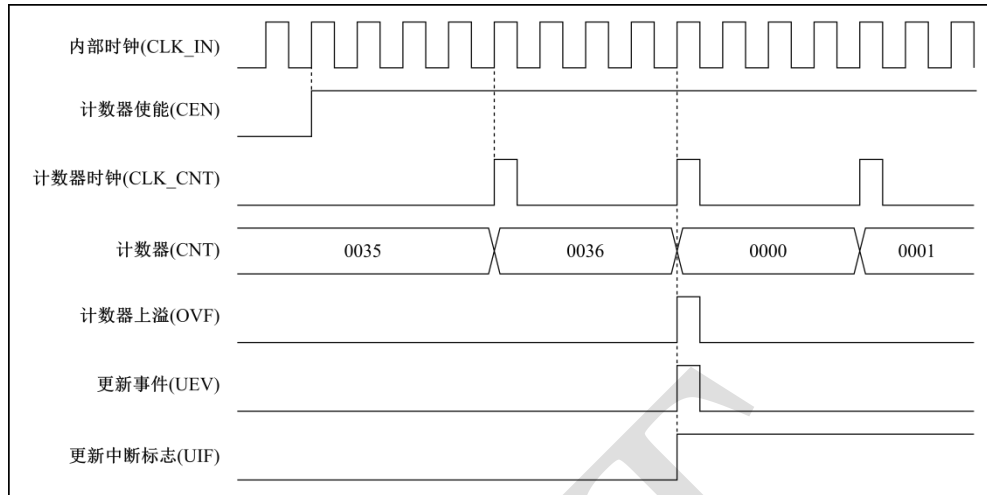 内部时钟(CLK_IN)
计数器使能(CEN)
计数器时钟(CLK_CNT)
计数器(CNT)
0035
0036
0000
0001
计数器上溢(OVF)
更新事件(UEV)
更新中断标志(UIF)